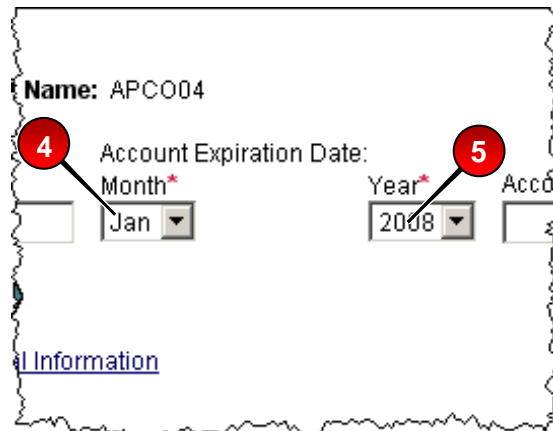 Name: APCO04
4
Account Expiration Date:
5
Month*
Year*
Jan
2008
l Information